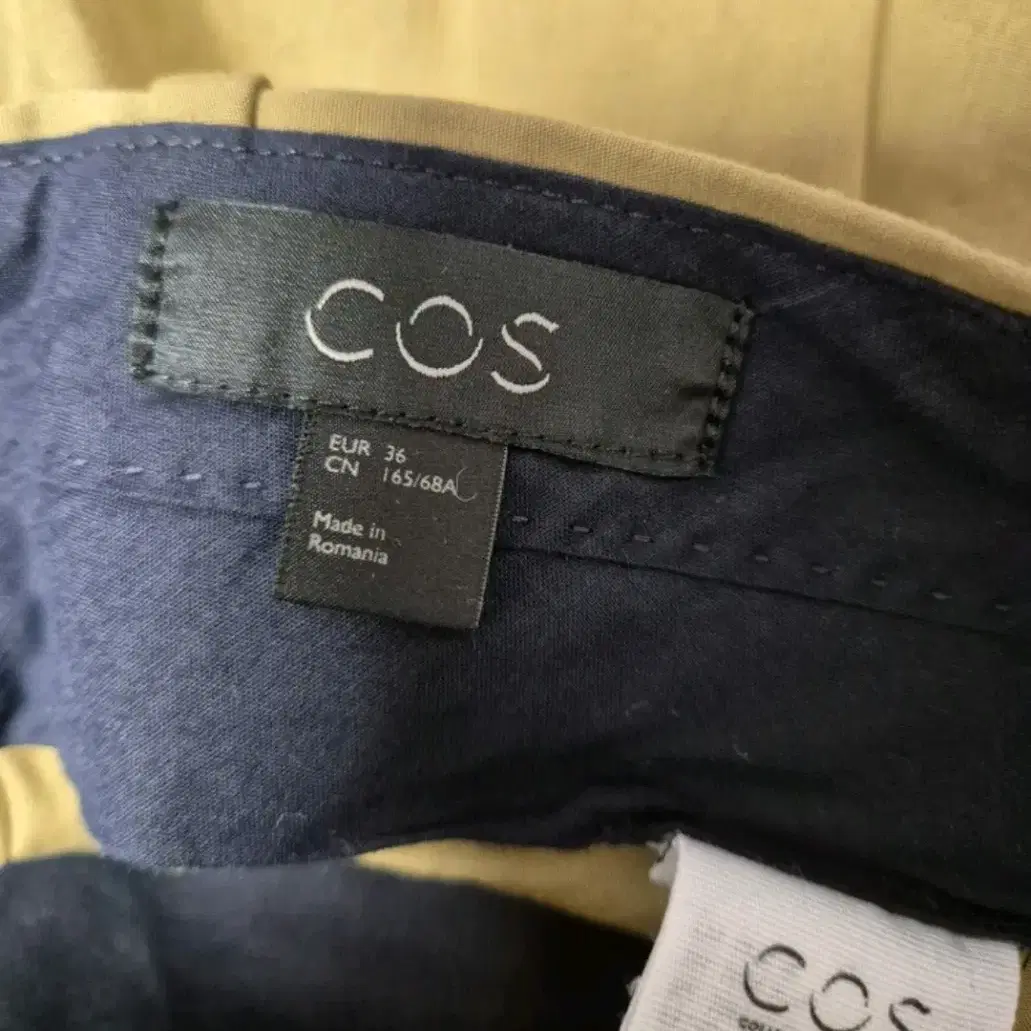 COS
EUR 36
CN 165/68A
Made in
Romania
COS